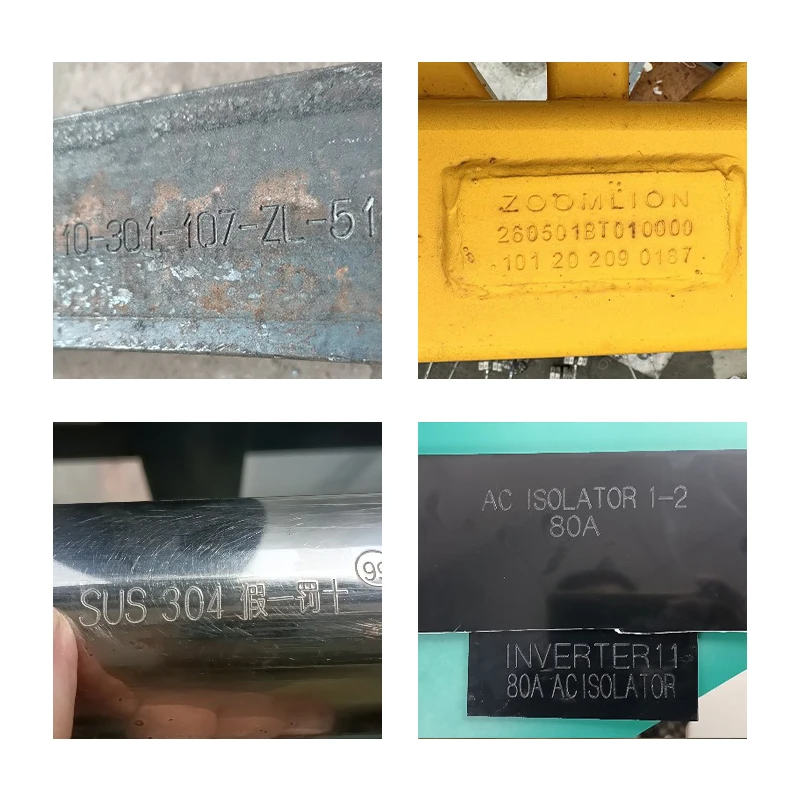 10-301-107-ZL-51
ZOOMLION
260501BT010000
101 20 209 0187
SUS 304 假一罚十 99
AC ISOLATOR 1-2
80A
INVERTER11-
80A ACISOLATOR